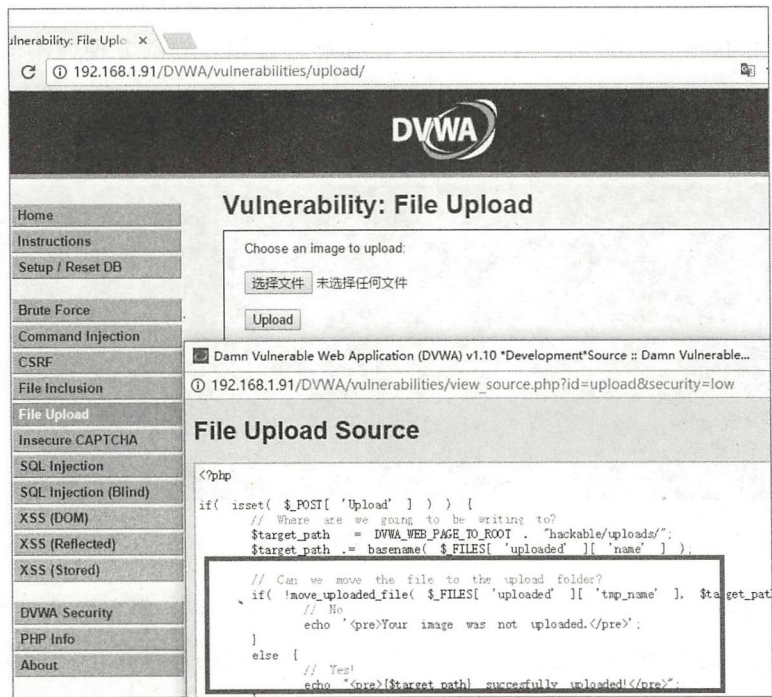 ulnerability: File Uplo
192.168.1.91/DVWA/vulnerabilities/upload/
DVWA
Home
Instructions
Setup / Reset DB
Brute Force
Command Injection
CSRF
File Inclusion
File Upload
Insecure CAPTCHA
SQL Injection
SQL Injection (Blind)
XSS (DOM)
XSS (Reflected)
XSS (Stored)
DVWA Security
PHP Info
About
Vulnerability: File Upload
Choose an image to upload:
选择文件 未选择任何文件
Upload
Damn Vulnerable Web Application (DVWA) v1.10 *Development*Source :: Damn Vulnerable...
192.168.1.91/DVWA/vulnerabilities/view_source.php?id=upload&security=low
File Upload Source
<?php
if( isset( $_POST[ 'Upload' ] ) ) {
// Where are we going to be writing to?
$target_path = DVWA_WEB_PAGE_TO_ROOT . "hackable/uploads/";
$target_path .= basename( $_FILES[ 'uploaded' ][ 'name' ] );
// Can we move the file to the upload folder?
if( !move_uploaded_file( $_FILES[ 'uploaded' ][ 'tmp_name' ], $target_pat
// No
echo '<pre>Your image was not uploaded.</pre>';
}
else {
// Yes!
echo "<pre>{$target_path} succesfully uploaded!</pre>";